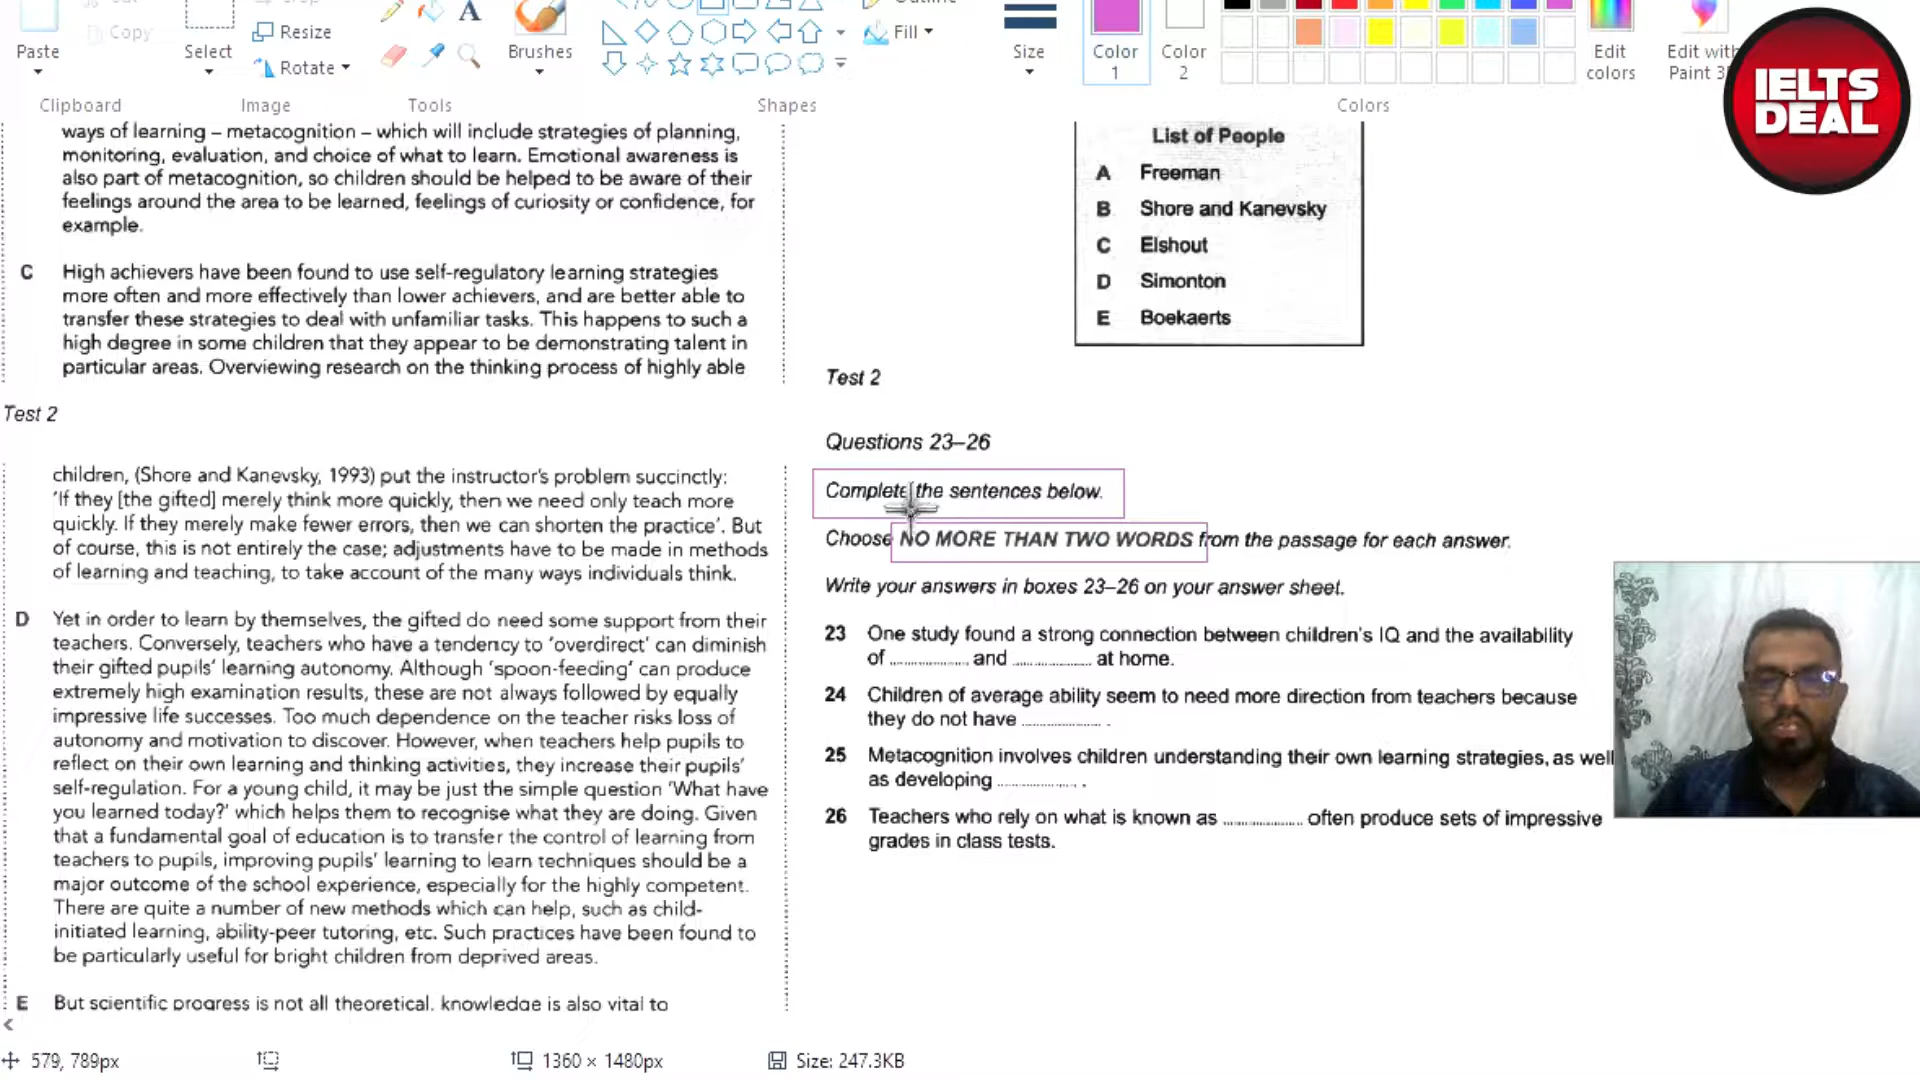 Paste
Copy
Select
Resize
Rotate
Brushes
Fill
Size
Color
1
Color
2
Edit
colors
Edit with
Paint 3
Clipboard
Image
Tools
Shapes
Colors
IELTS
DEAL
ways of learning – metacognition – which will include strategies of planning,
monitoring, evaluation, and choice of what to learn. Emotional awareness is
also part of metacognition, so children should be helped to be aware of their
feelings around the area to be learned, feelings of curiosity or confidence, for
example.
C High achievers have been found to use self-regulatory learning strategies
more often and more effectively than lower achievers, and are better able to
transfer these strategies to deal with unfamiliar tasks. This happens to such a
high degree in some children that they appear to be demonstrating talent in
particular areas. Overviewing research on the thinking process of highly able
Test 2
children, (Shore and Kanevsky, 1993) put the instructor's problem succinctly:
'If they [the gifted] merely think more quickly, then we need only teach more
quickly. If they merely make fewer errors, then we can shorten the practice'. But
of course, this is not entirely the case; adjustments have to be made in methods
of learning and teaching, to take account of the many ways individuals think.
D Yet in order to learn by themselves, the gifted do need some support from their
teachers. Conversely, teachers who have a tendency to 'overdirect' can diminish
their gifted pupils' learning autonomy. Although 'spoon-feeding' can produce
extremely high examination results, these are not always followed by equally
impressive life successes. Too much dependence on the teacher risks loss of
autonomy and motivation to discover. However, when teachers help pupils to
reflect on their own learning and thinking activities, they increase their pupils'
self-regulation. For a young child, it may be just the simple question 'What have
you learned today?' which helps them to recognise what they are doing. Given
that a fundamental goal of education is to transfer the control of learning from
teachers to pupils, improving pupils' learning to learn techniques should be a
major outcome of the school experience, especially for the highly competent.
There are quite a number of new methods which can help, such as child-
initiated learning, ability-peer tutoring, etc. Such practices have been found to
be particularly useful for bright children from deprived areas.
E But scientific progress is not all theoretical, knowledge is also vital to
List of People
A Freeman
B Shore and Kanevsky
C Elshout
D Simonton
E Boekaerts
Test 2
Questions 23–26
Complete the sentences below.
Choose NO MORE THAN TWO WORDS from the passage for each answer.
Write your answers in boxes 23–26 on your answer sheet.
23 One study found a strong connection between children's IQ and the availability
of .................... and .................... at home.
24 Children of average ability seem to need more direction from teachers because
they do not have .................... .
25 Metacognition involves children understanding their own learning strategies, as well
as developing .................... .
26 Teachers who rely on what is known as .................... often produce sets of impressive
grades in class tests.
579, 789px
1360 × 1480px
Size: 247.3KB